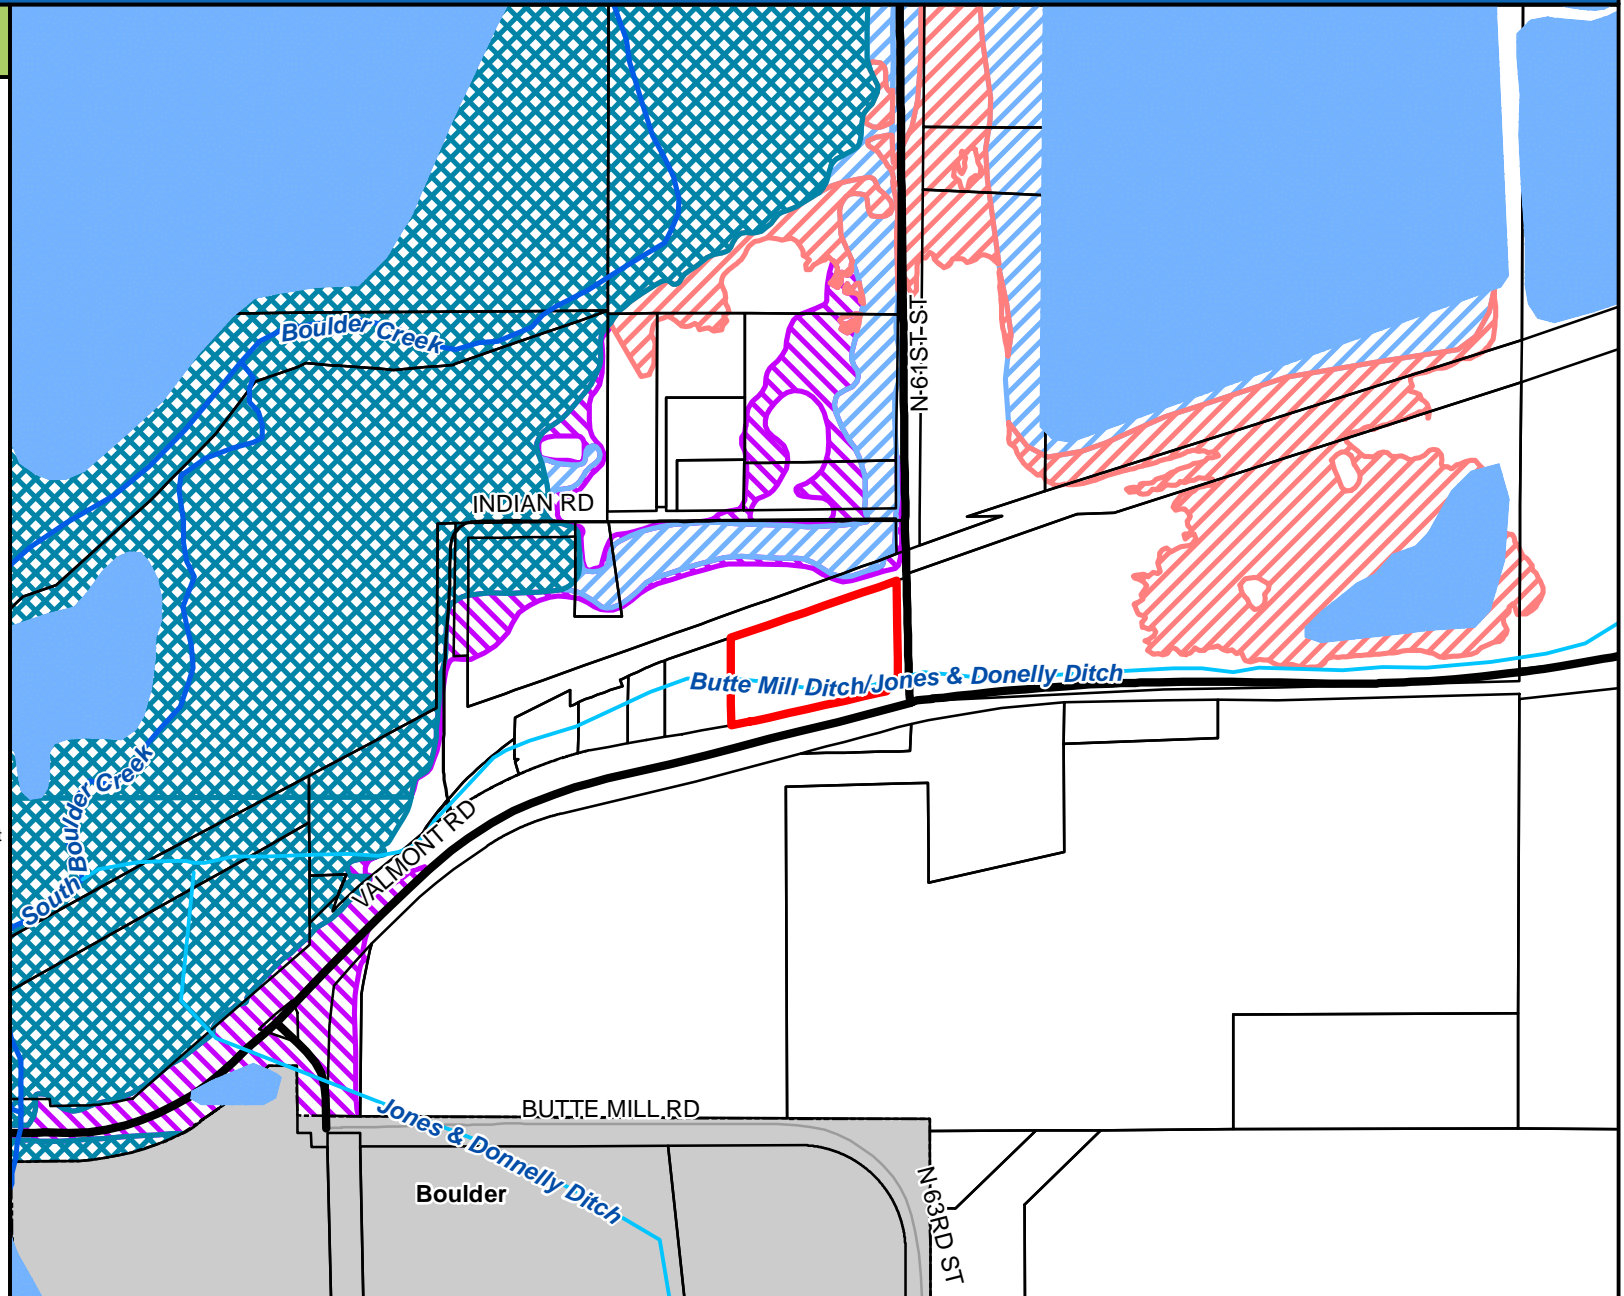 Boulder Creek
N 61ST ST
INDIAN RD
Butte Mill Ditch/Jones & Donelly Ditch
South Boulder Creek
VALMONT RD
BUTTE MILL RD
Jones & Donnelly Ditch
Boulder
N 63RD ST